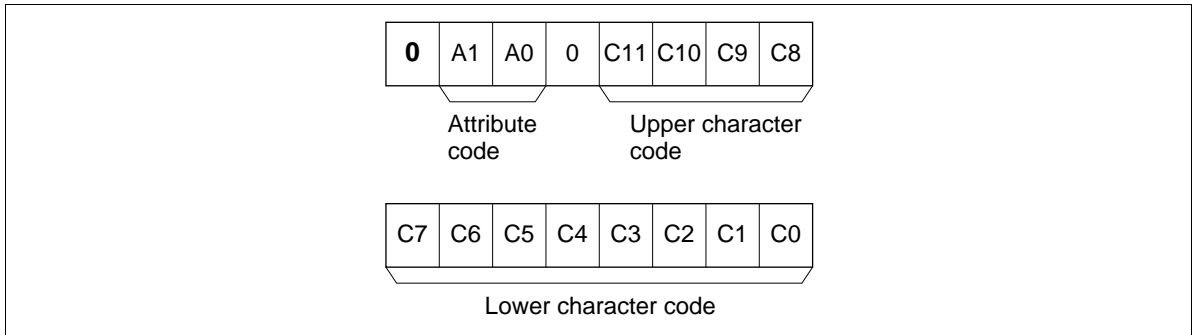 0 A1 A0 0 C11 C10 C9 C8
Attribute code
Upper character code
C7 C6 C5 C4 C3 C2 C1 C0
Lower character code